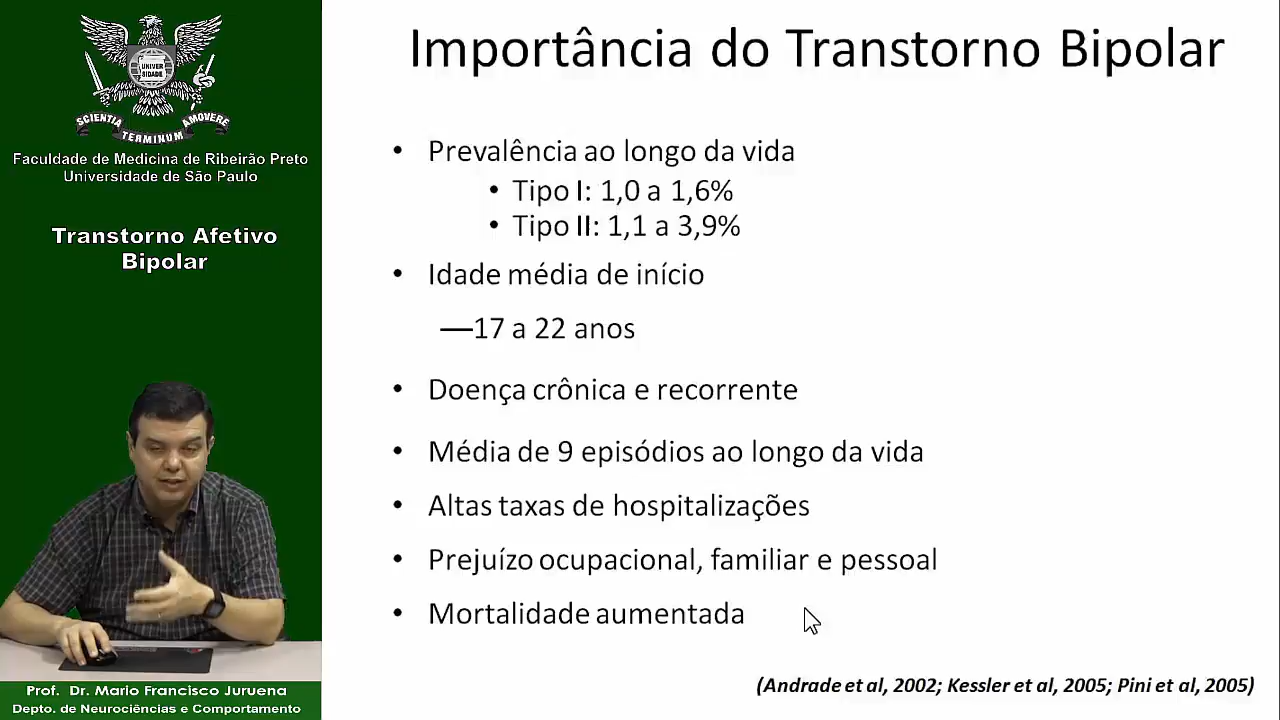 UNIVER
SIDADE
SCIENTIA
TERMINUM
AMOVERE
Faculdade de Medicina de Ribeirão Preto
Universidade de São Paulo
Transtorno Afetivo
Bipolar
Prof. Dr. Mario Francisco Juruena
Depto. de Neurociências e Comportamento
Importância do Transtorno Bipolar
• Prevalência ao longo da vida
• Tipo I: 1,0 a 1,6%
• Tipo II: 1,1 a 3,9%
• Idade média de início
—17 a 22 anos
• Doença crônica e recorrente
• Média de 9 episódios ao longo da vida
• Altas taxas de hospitalizações
• Prejuízo ocupacional, familiar e pessoal
• Mortalidade aumentada
(Andrade et al, 2002; Kessler et al, 2005; Pini et al, 2005)